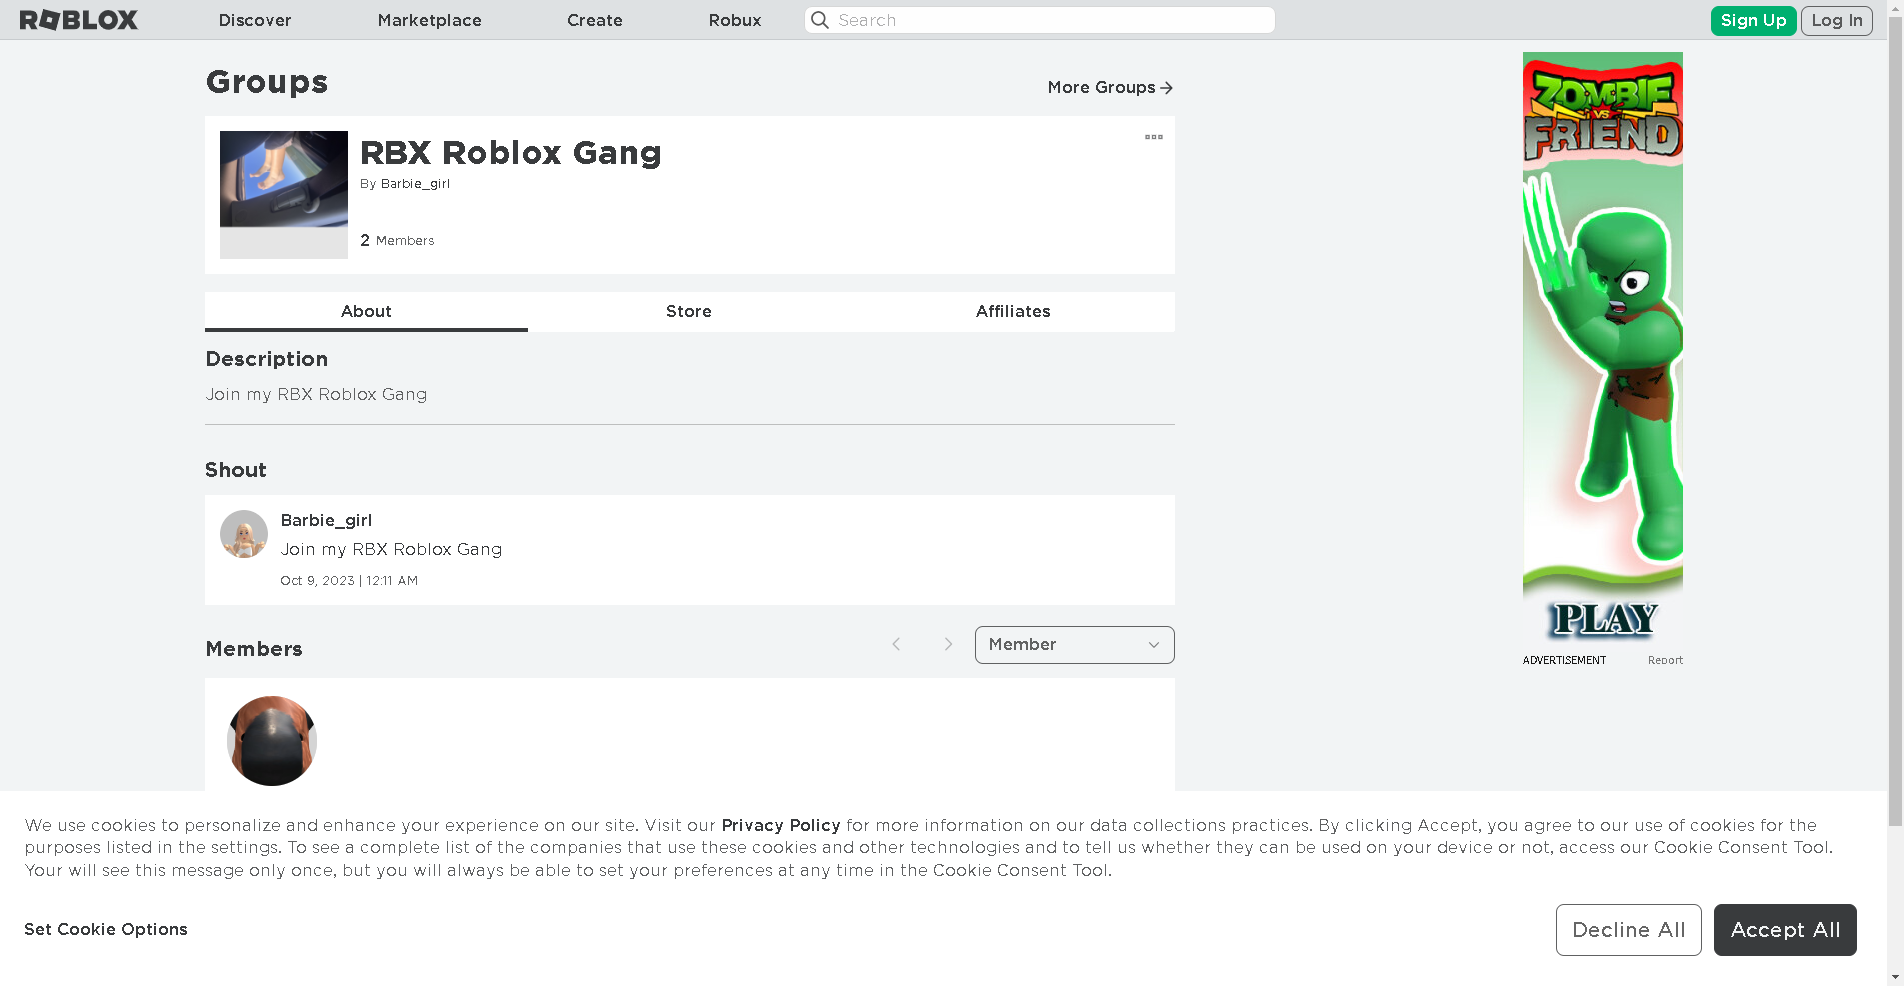 ROBLOX Discover Marketplace Create Robux Search Sign Up Log In
Groups
More Groups
RBX Roblox Gang
By Barbie_girl
2 Members
About Store Affiliates
Description
Join my RBX Roblox Gang
Shout
Barbie_girl
Join my RBX Roblox Gang
Oct 9, 2023 | 12:11 AM
Members
Member
ZOMBIE
VS
FRIEND
PLAY
ADVERTISEMENT Report
We use cookies to personalize and enhance your experience on our site. Visit our Privacy Policy for more information on our data collections practices. By clicking Accept, you agree to our use of cookies for the
purposes listed in the settings. To see a complete list of the companies that use these cookies and other technologies and to tell us whether they can be used on your device or not, access our Cookie Consent Tool.
Your will see this message only once, but you will always be able to set your preferences at any time in the Cookie Consent Tool.
Set Cookie Options
Decline All
Accept All